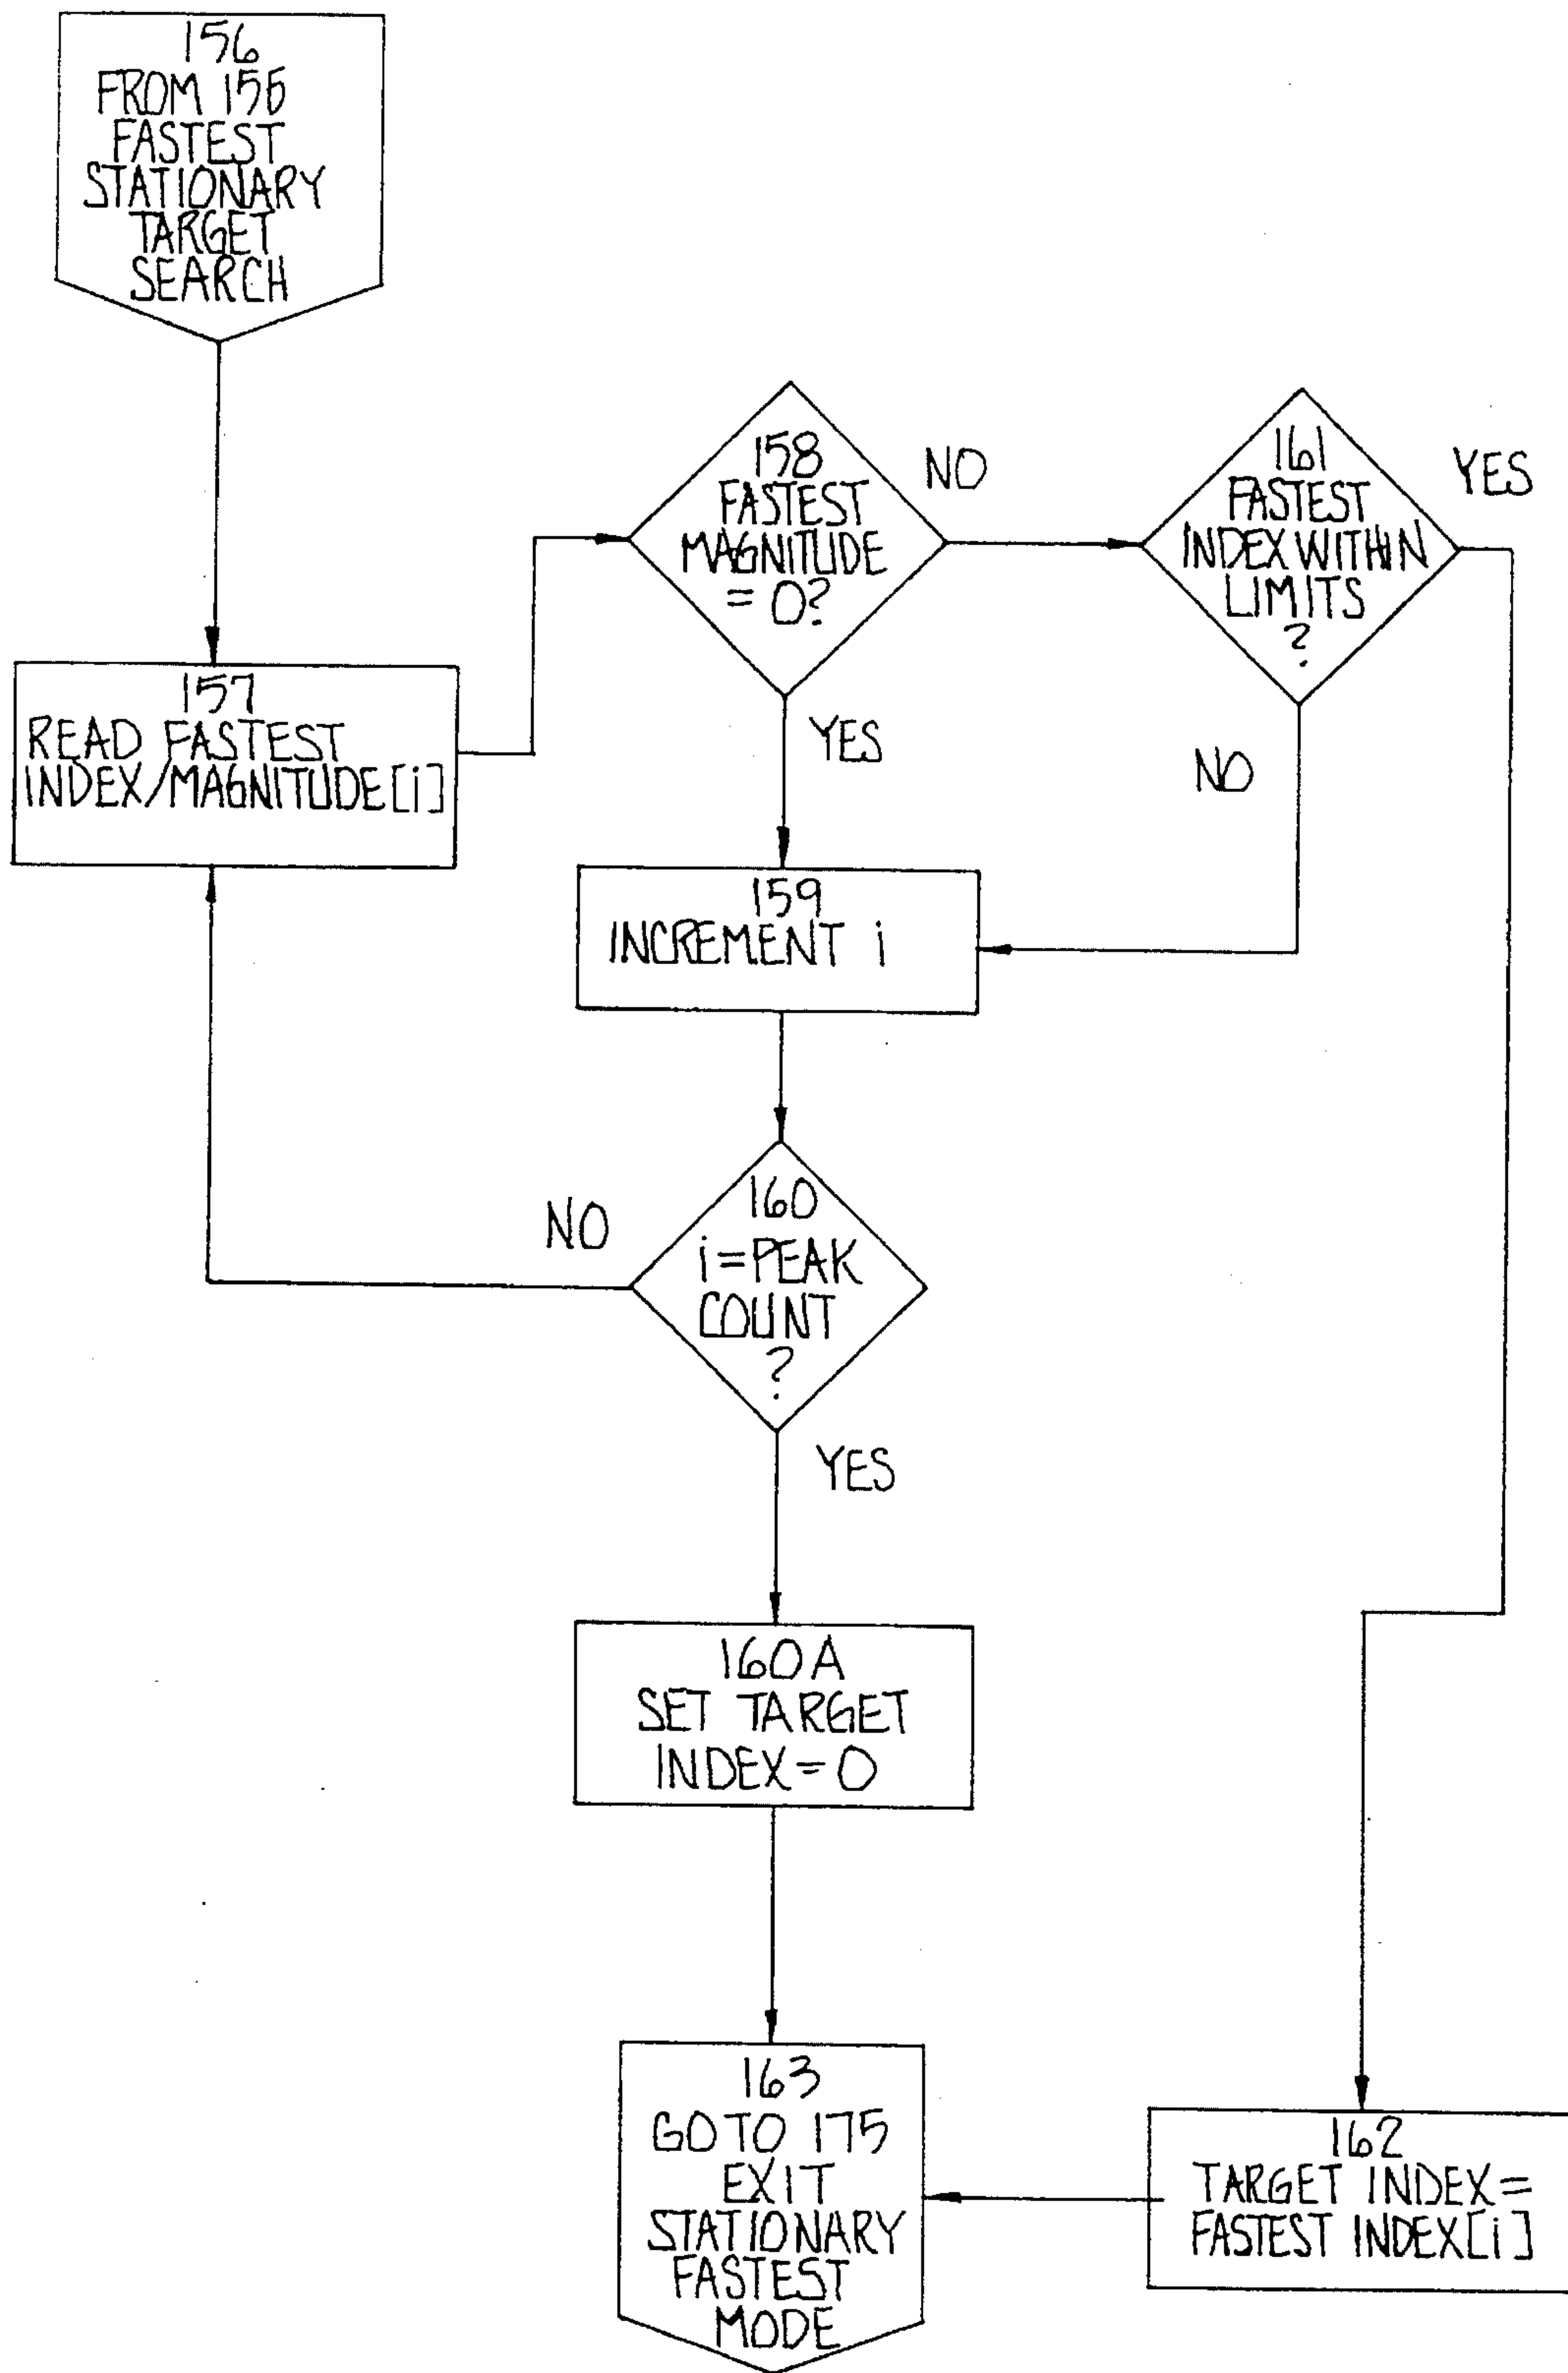 156
FROM 155
FASTEST
STATIONARY
TARGET
SEARCH
158
FASTEST
MAGNITUDE
= 0?
NO
161
FASTEST
INDEX WITHIN
LIMITS
?
YES
157
READ FASTEST
INDEX/MAGNITUDE[i]
YES
NO
159
INCREMENT i
160
i=PEAK
COUNT
?
NO
YES
160A
SET TARGET
INDEX=0
163
GO TO 175
EXIT
STATIONARY
FASTEST
MODE
162
TARGET INDEX=
FASTEST INDEX[i]